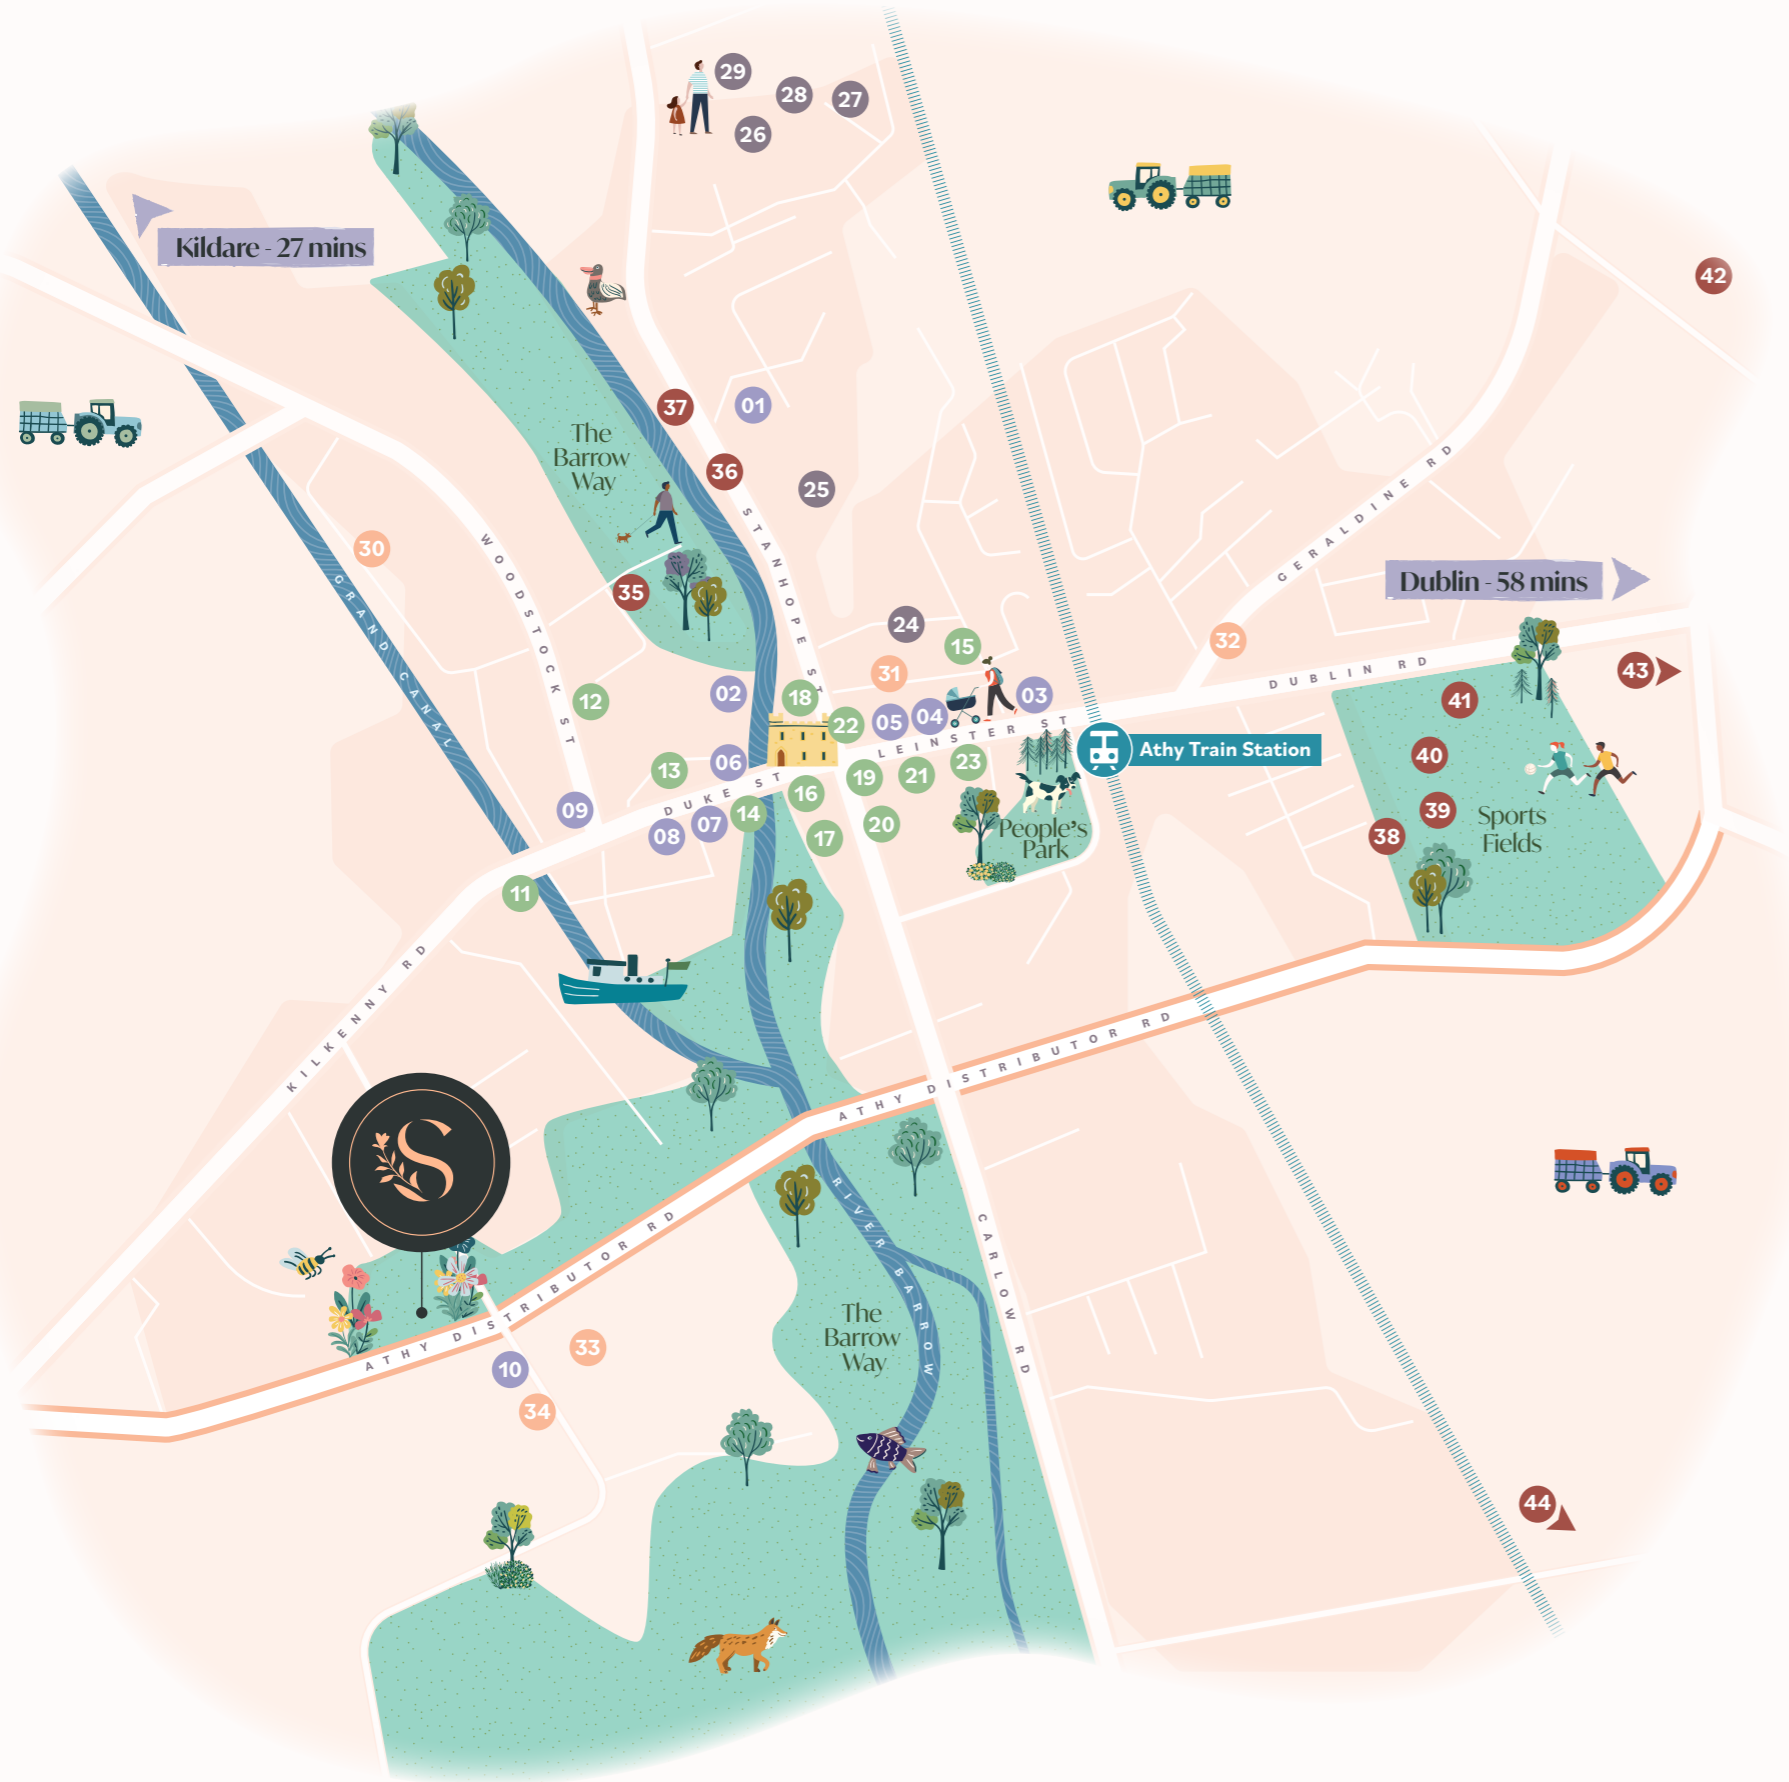 29
28
27
26
Kildare - 27 mins
42
37
01
The
Barrow
Way
36
25
STANHOPE ST
WOODSTOCK ST
30
GRAND CANAL
35
GERALDINE RD
Dublin - 58 mins
24
15
32
31
43
DUBLIN RD
12
02
18
03
41
22
05
04
LEINSTER ST
Athy Train Station
13
06
19
21
23
40
DUKE ST
16
09
08
07
14
17
20
People's
Park
39
38
Sports
Fields
11
KILKENNY RD
ATHY DISTRIBUTOR RD
S
RIVER BARROW
CARLOW RD
ATHY DISTRIBUTOR RD
The
Barrow
Way
33
10
34
44